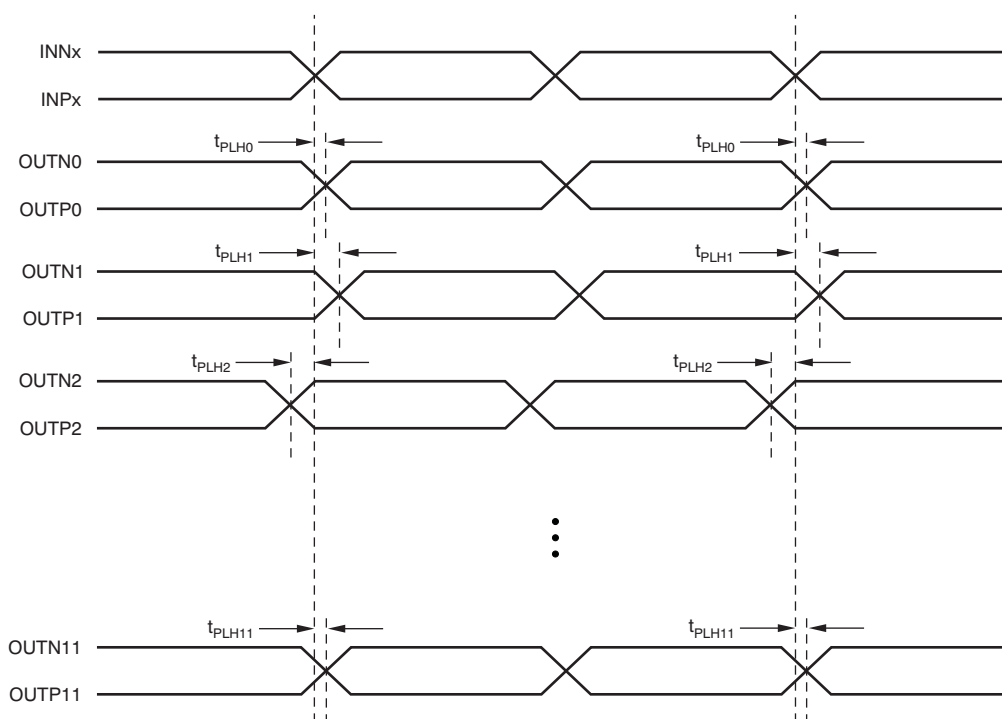 INNx
INPx
tPLH0 tPLH0
OUTN0
OUTP0
tPLH1 tPLH1
OUTN1
OUTP1
tPLH2 tPLH2
OUTN2
OUTP2
tPLH11 tPLH11
OUTN11
OUTP11